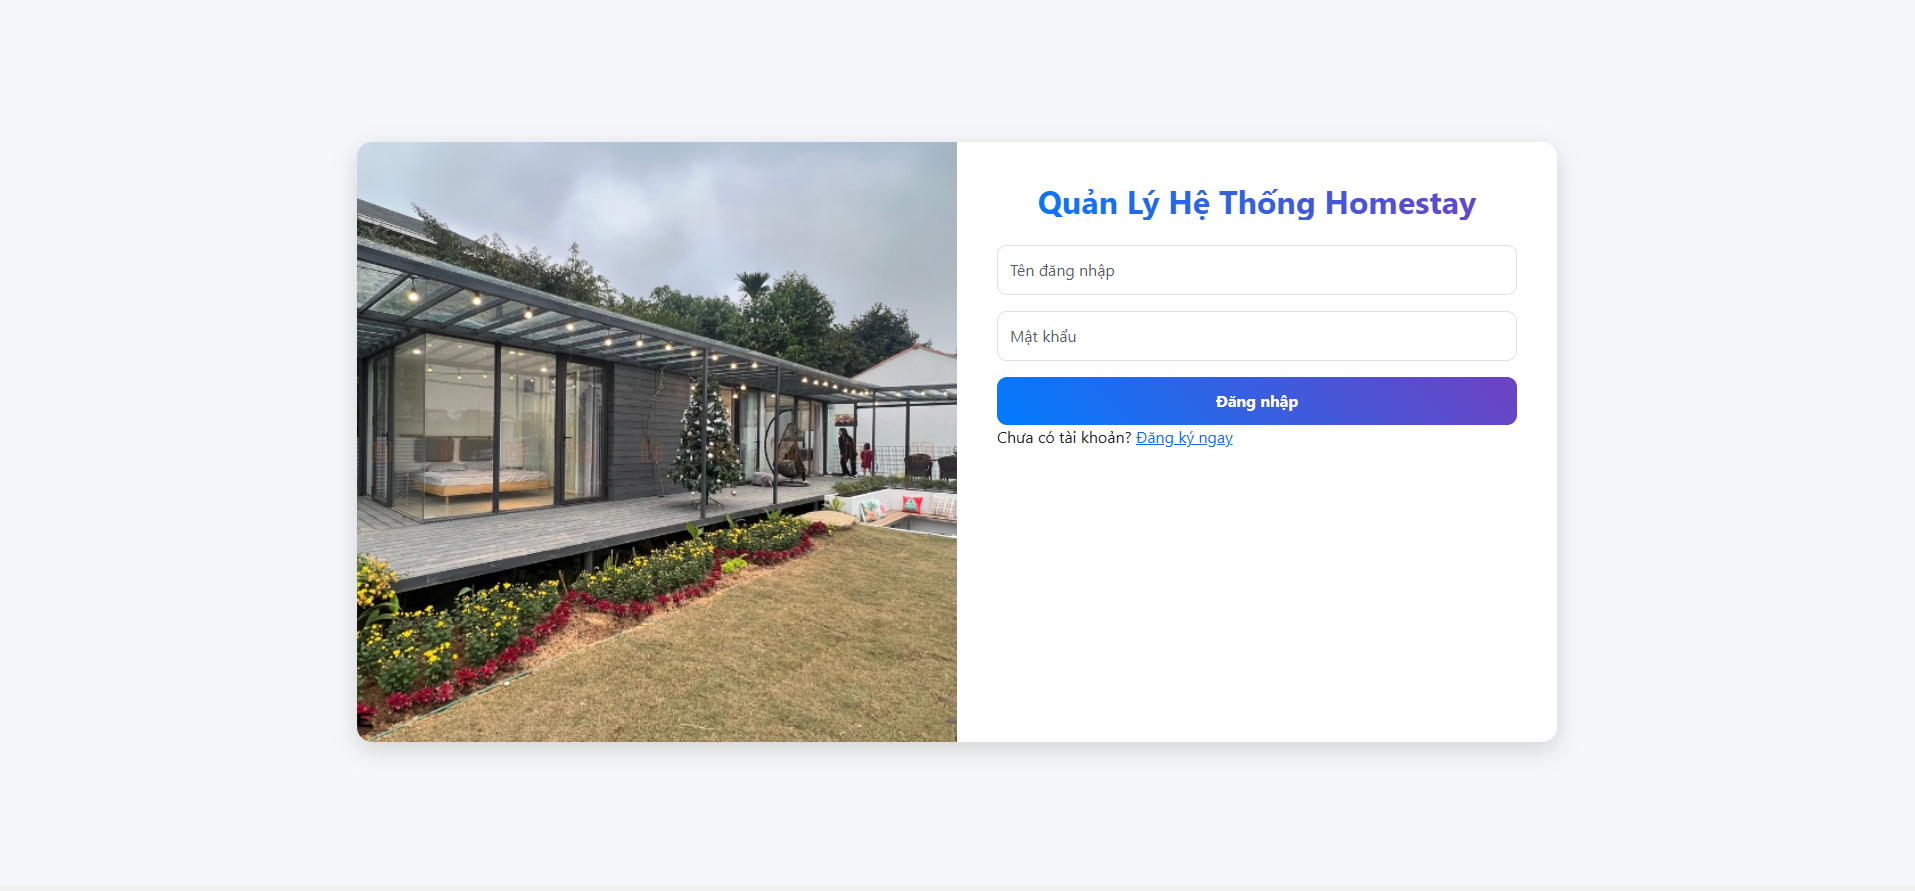 Quản Lý Hệ Thống Homestay
Tên đăng nhập
Mật khẩu
Đăng nhập
Chưa có tài khoản? Đăng ký ngay